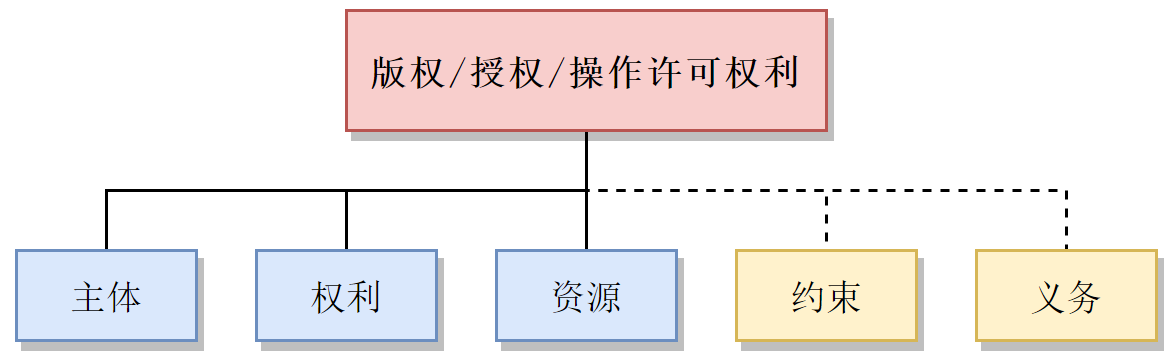 版权/授权/操作许可权利
主体
权利
资源
约束
义务